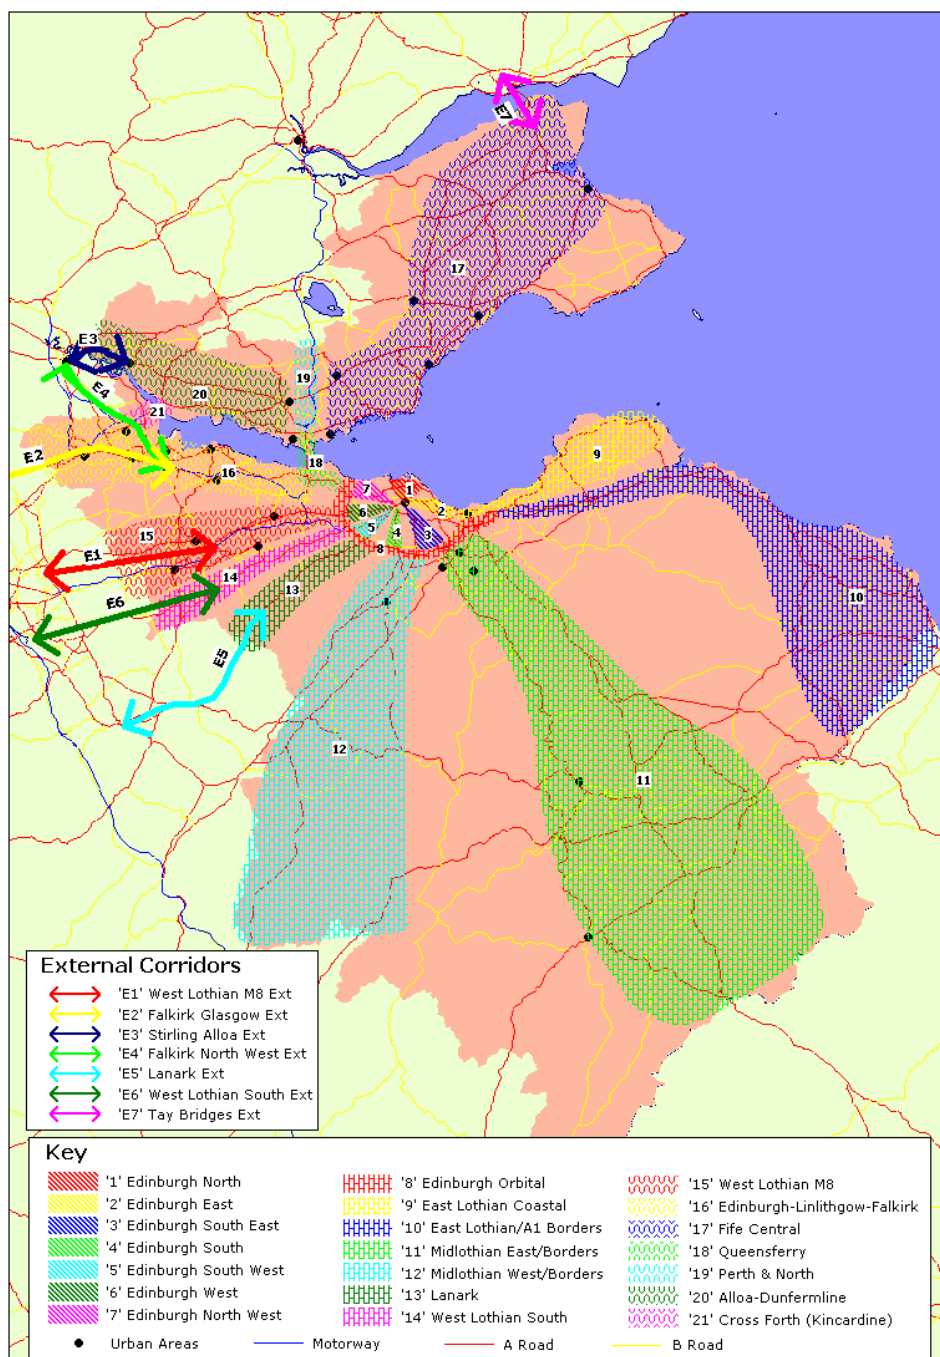 E7
17
E3
19
E4
20
21
E2
16
18
9
7
1
2
6
5
4
3
8
15
E1
14
13
E6
10
E5
12
11
External Corridors
'E1' West Lothian M8 Ext
'E2' Falkirk Glasgow Ext
'E3' Stirling Alloa Ext
'E4' Falkirk North West Ext
'E5' Lanark Ext
'E6' West Lothian South Ext
'E7' Tay Bridges Ext
Key
'1' Edinburgh North
'2' Edinburgh East
'3' Edinburgh South East
'4' Edinburgh South
'5' Edinburgh South West
'6' Edinburgh West
'7' Edinburgh North West
'8' Edinburgh Orbital
'9' East Lothian Coastal
'10' East Lothian/A1 Borders
'11' Midlothian East/Borders
'12' Midlothian West/Borders
'13' Lanark
'14' West Lothian South
'15' West Lothian M8
'16' Edinburgh-Linlithgow-Falkirk
'17' Fife Central
'18' Queensferry
'19' Perth & North
'20' Alloa-Dunfermline
'21' Cross Forth (Kincardine)
Urban Areas
Motorway
A Road
B Road